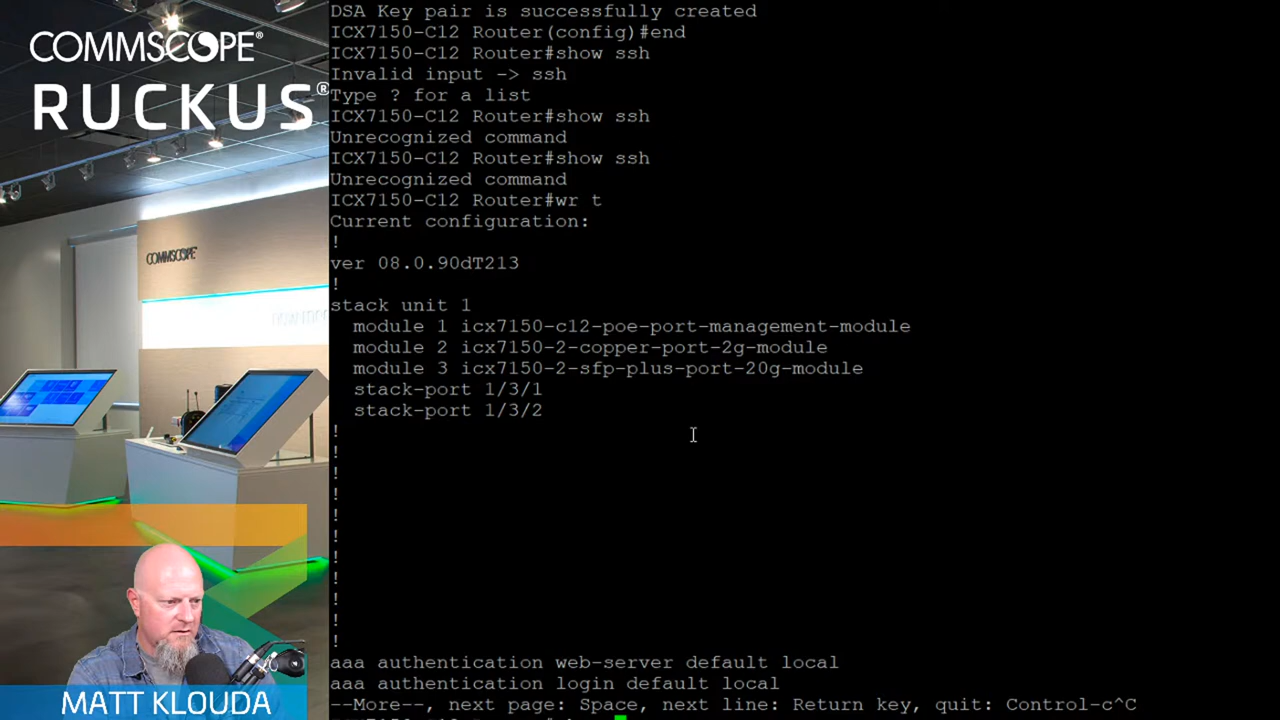 COMMSCOPE®
RUCKUS®
COMMSCOPE
MATT KLOUDA
DSA Key pair is successfully created
ICX7150-C12 Router(config)#end
ICX7150-C12 Router#show ssh
Invalid input -> ssh
Type ? for a list
ICX7150-C12 Router#show ssh
Unrecognized command
ICX7150-C12 Router#show ssh
Unrecognized command
ICX7150-C12 Router#wr t
Current configuration:
!
ver 08.0.90dT213
!
stack unit 1
module 1 icx7150-c12-poe-port-management-module
module 2 icx7150-2-copper-port-2g-module
module 3 icx7150-2-sfp-plus-port-20g-module
stack-port 1/3/1
stack-port 1/3/2
!
!
!
!
!
!
!
!
!
!
!
aaa authentication web-server default local
aaa authentication login default local
--More--, next page: Space, next line: Return key, quit: Control-c^C